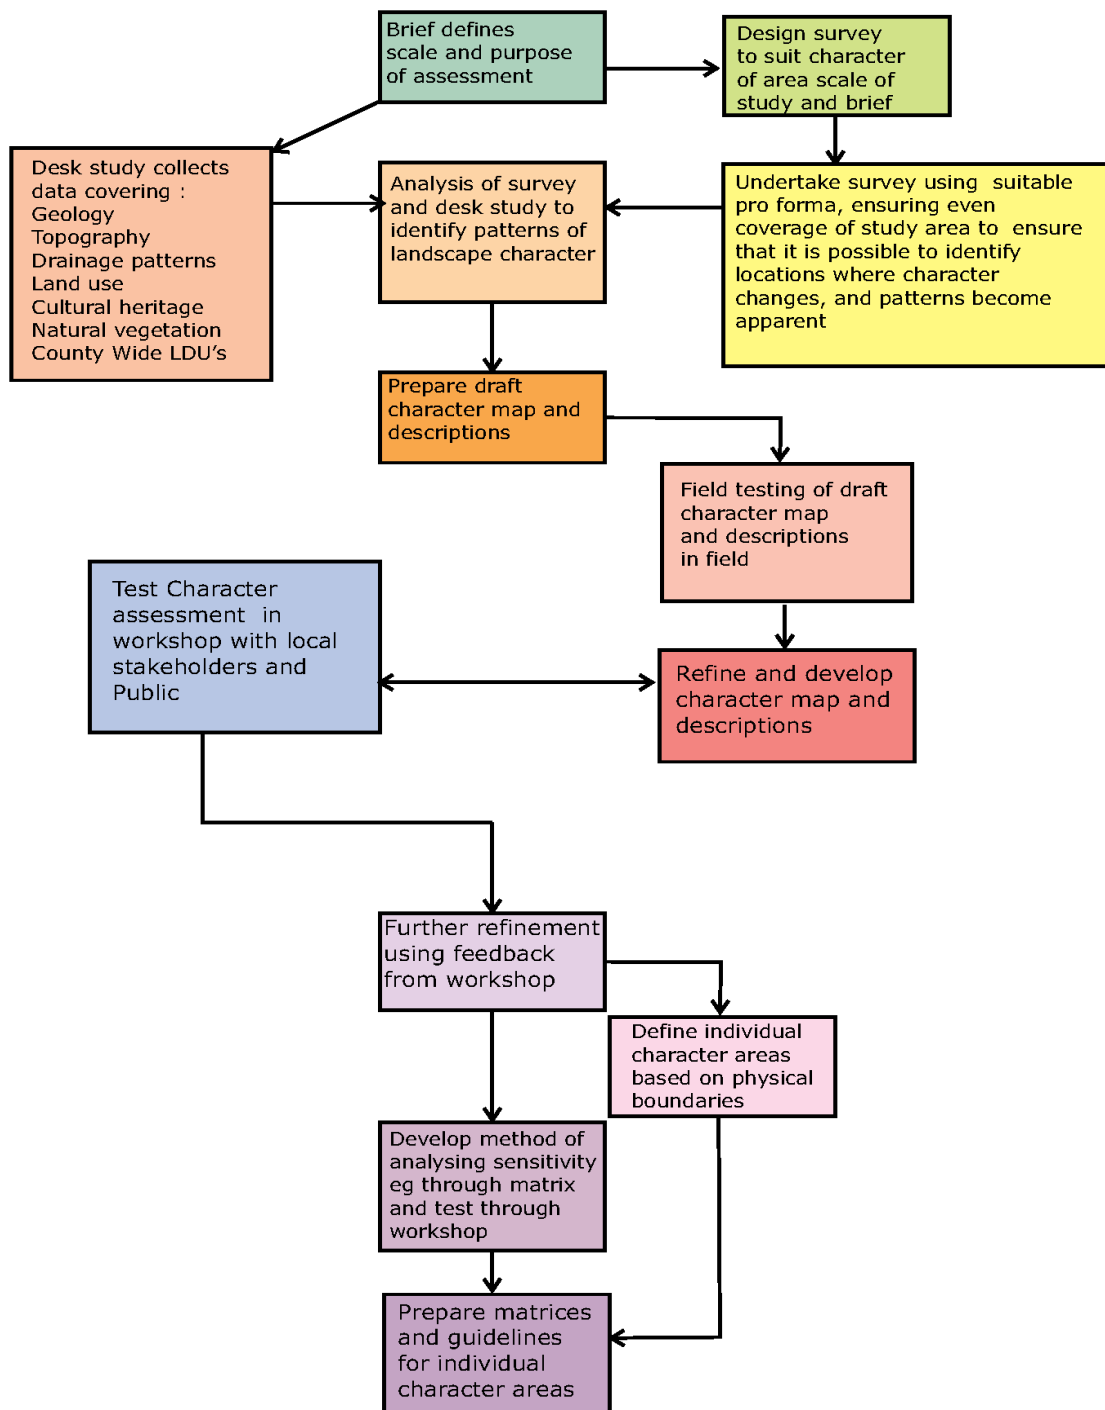 Brief defines
scale and purpose
of assessment
Design survey
to suit character
of area scale of
study and brief
Desk study collects
data covering :
Geology
Topography
Drainage patterns
Land use
Cultural heritage
Natural vegetation
County Wide LDU's
Analysis of survey
and desk study to
identify patterns of
landscape character
Undertake survey using suitable
pro forma, ensuring even
coverage of study area to ensure
that it is possible to identify
locations where character
changes, and patterns become
apparent
Prepare draft
character map and
descriptions
Field testing of draft
character map
and descriptions
in field
Test Character
assessment in
workshop with local
stakeholders and
Public
Refine and develop
character map and
descriptions
Further refinement
using feedback
from workshop
Define individual
character areas
based on physical
boundaries
Develop method of
analysing sensitivity
eg through matrix
and test through
workshop
Prepare matrices
and guidelines
for individual
character areas